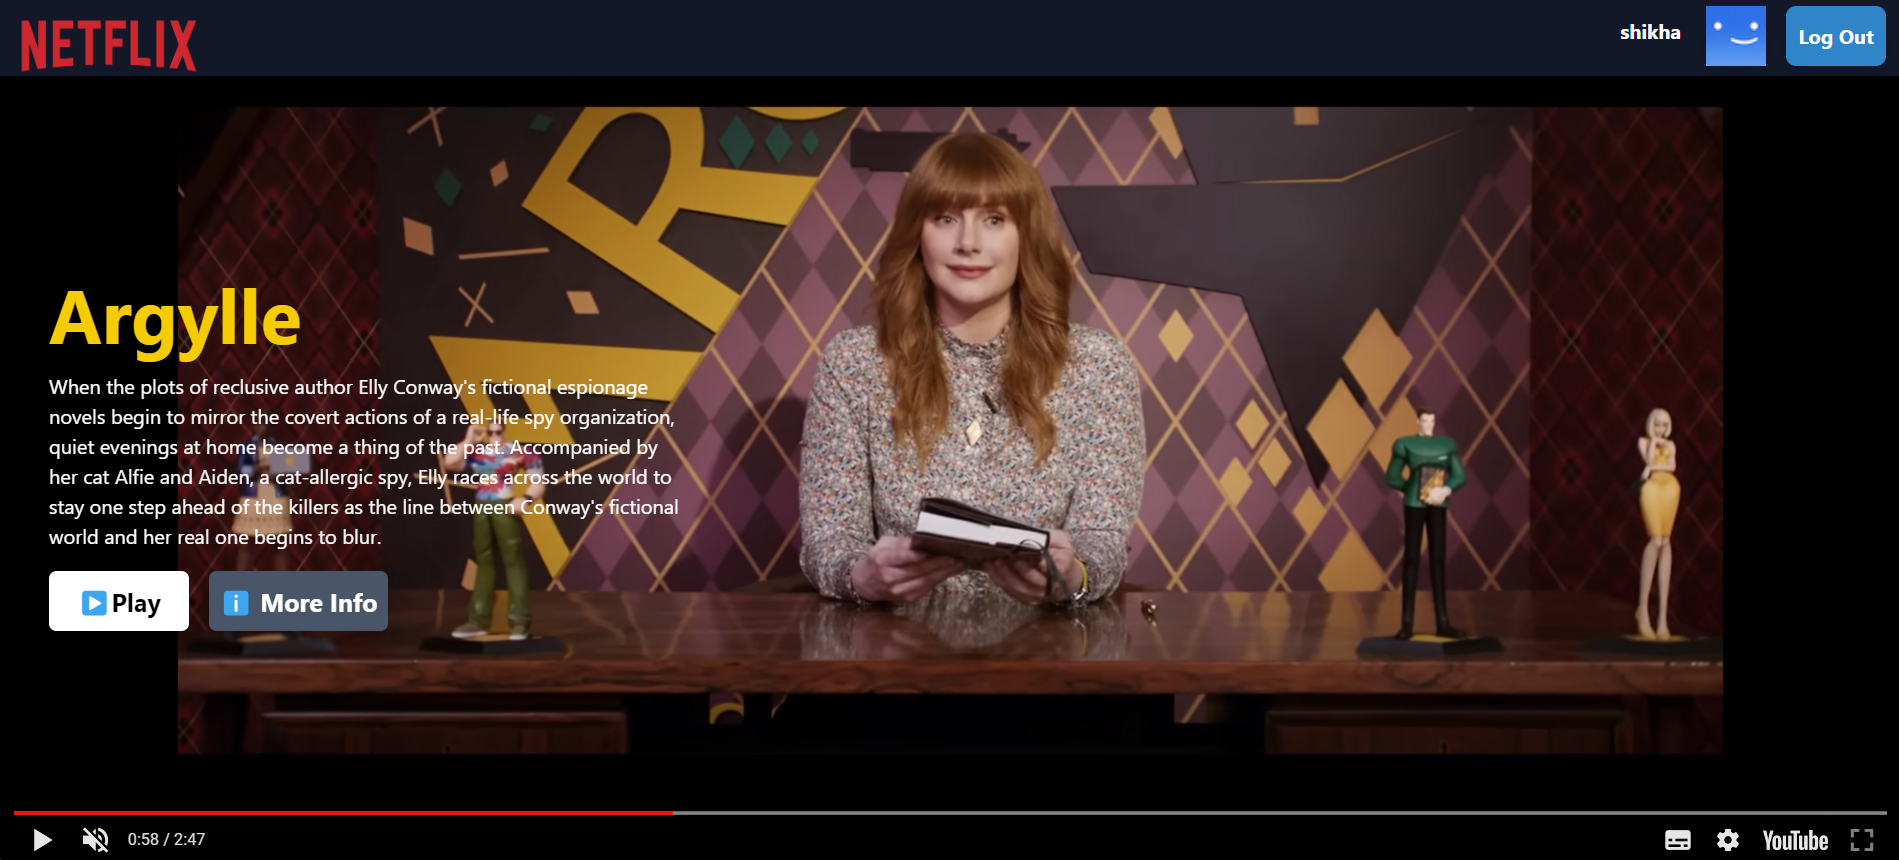 NETFLIX
shikha
Log Out
Argylle
When the plots of reclusive author Elly Conway's fictional espionage
novels begin to mirror the covert actions of a real-life spy organization,
quiet evenings at home become a thing of the past. Accompanied by
her cat Alfie and Aiden, a cat-allergic spy, Elly races across the world to
stay one step ahead of the killers as the line between Conway's fictional
world and her real one begins to blur.
Play
More Info
0:58 / 2:47
YouTube